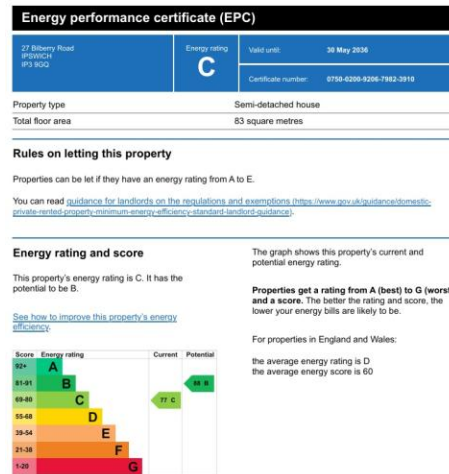 Energy performance certificate (EPC)
27 Bilberry Road
IPSWICH
IP3 9GQ
Energy rating
C
Valid until:
30 May 2036
Certificate number:
0750-0200-9206-7982-3910
Property type
Semi-detached house
Total floor area
83 square metres
Rules on letting this property
Properties can be let if they have an energy rating from A to E.
You can read guidance for landlords on the regulations and exemptions (https://www.gov.uk/guidance/domestic-
private-rented-property-minimum-energy-efficiency-standard-landlord-guidance).
Energy rating and score
This property's energy rating is C. It has the
potential to be B.
See how to improve this property's energy
efficiency.
Score Energy rating Current Potential
92+ A
81-91 B 88 B
69-80 C 77 C
55-68 D
39-54 E
21-38 F
1-20 G
The graph shows this property's current and
potential energy rating.
Properties get a rating from A (best) to G (worst)
and a score. The better the rating and score, the
lower your energy bills are likely to be.
For properties in England and Wales:
the average energy rating is D
the average energy score is 60